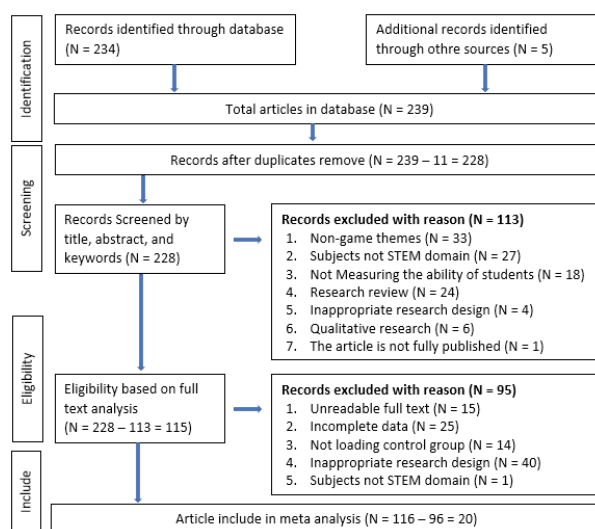 Identification
Records identified through database
(N = 234)
Additional records identified
through othre sources (N = 5)
Total articles in database (N = 239)
Screening
Records after duplicates remove (N = 239 – 11 = 228)
Records Screened by
title, abstract, and
keywords (N = 228)
Records excluded with reason (N = 113)
1. Non-game themes (N = 33)
2. Subjects not STEM domain (N = 27)
3. Not Measuring the ability of students (N = 18)
4. Research review (N = 24)
5. Inappropriate research design (N = 4)
6. Qualitative research (N = 6)
7. The article is not fully published (N = 1)
Eligibility
Eligibility based on full
text analysis
(N = 228 – 113 = 115)
Records excluded with reason (N = 95)
1. Unreadable full text (N = 15)
2. Incomplete data (N = 25)
3. Not loading control group (N = 14)
4. Inappropriate research design (N = 40)
5. Subjects not STEM domain (N = 1)
Include
Article include in meta analysis (N = 116 – 96 = 20)